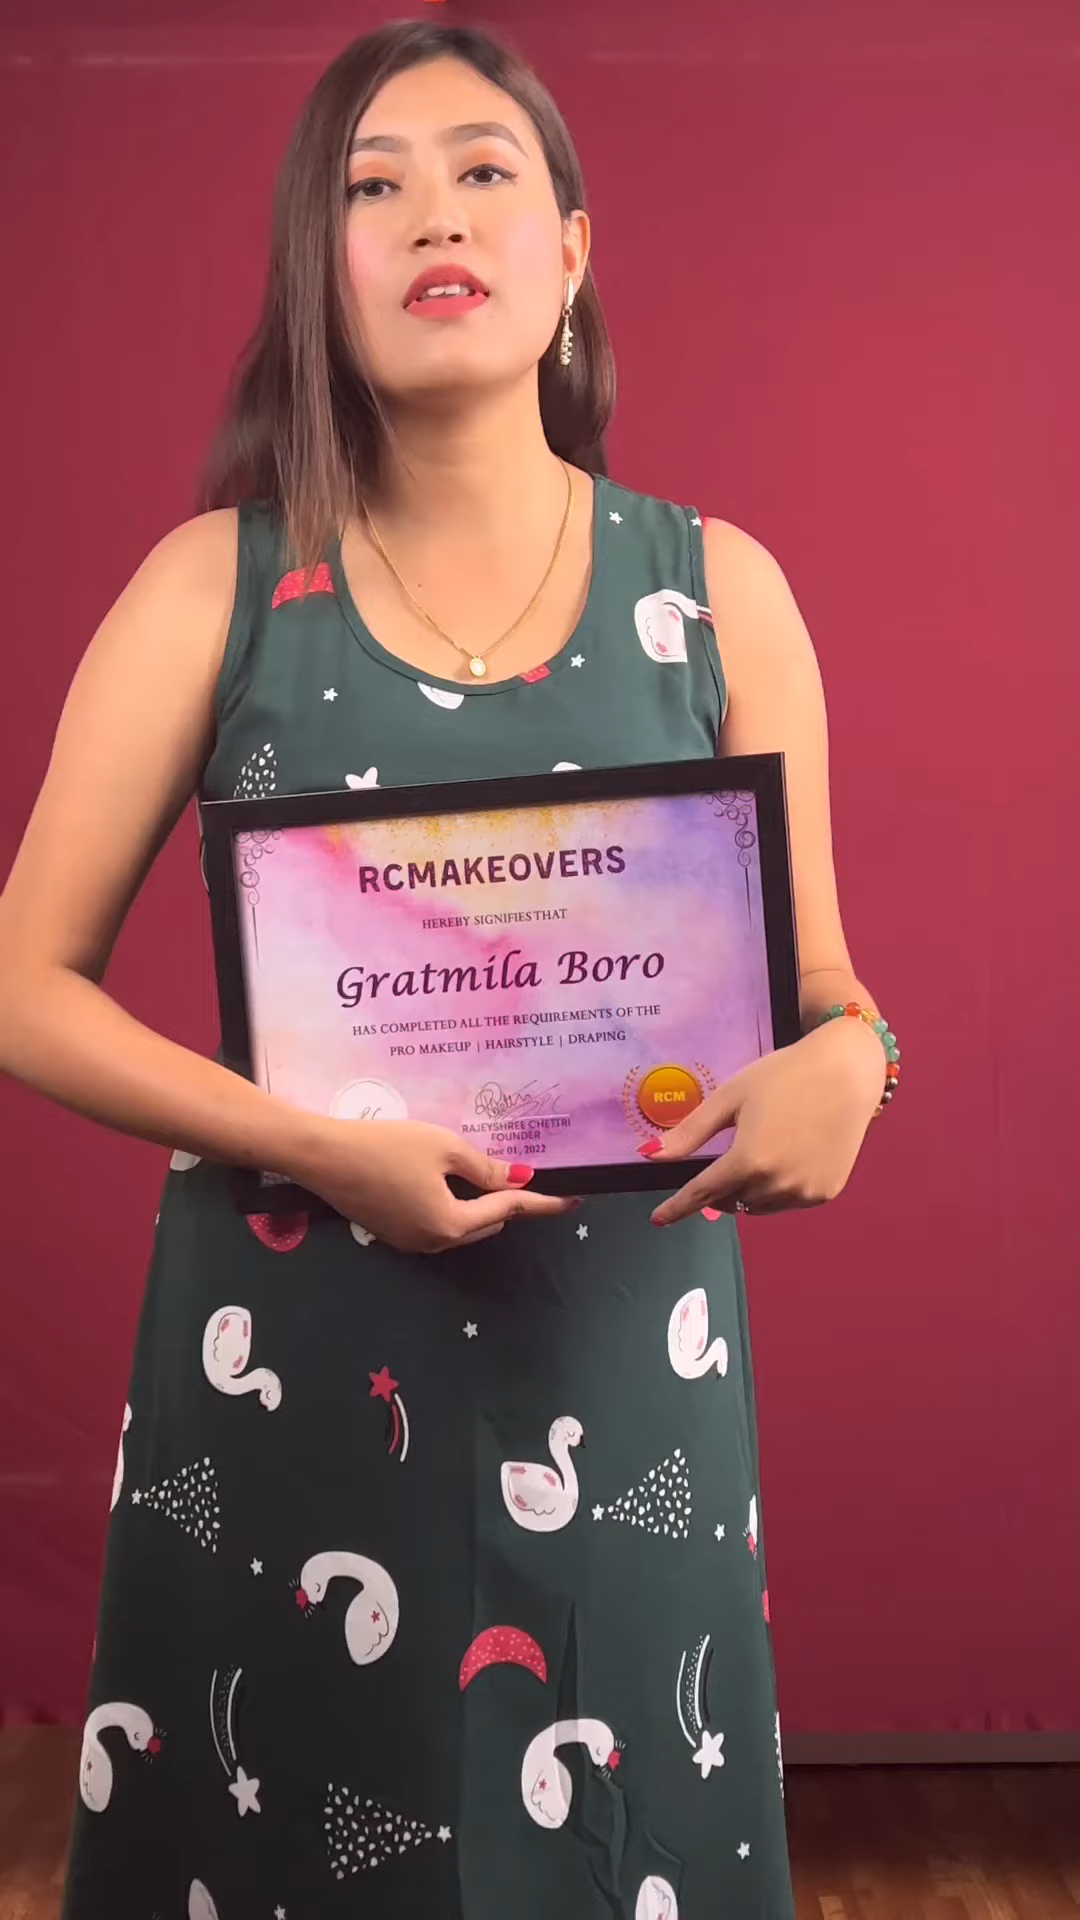 RCMAKEOVERS
HEREBY SIGNIFIES THAT
Gratmila Boro
HAS COMPLETED ALL THE REQUIREMENTS OF THE
PRO MAKEUP | HAIRSTYLE | DRAPING
RCM
RAJEYSHREE CHETTRI
FOUNDER
Dec 01, 2022